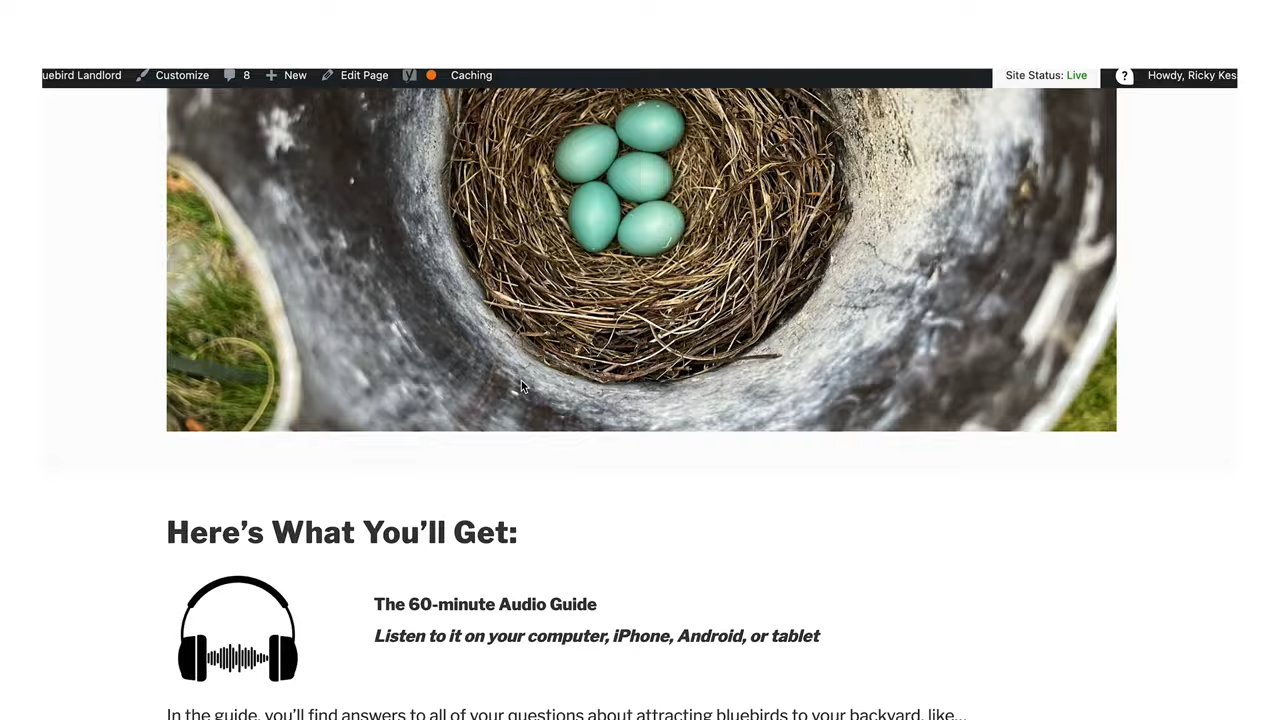 uebird Landlord Customize 8 New Edit Page Caching Site Status: Live ? Howdy, Ricky Kes
Here’s What You’ll Get:
The 60-minute Audio Guide
Listen to it on your computer, iPhone, Android, or tablet
In the guide, you’ll find answers to all of your questions about attracting bluebirds to your backyard, like...